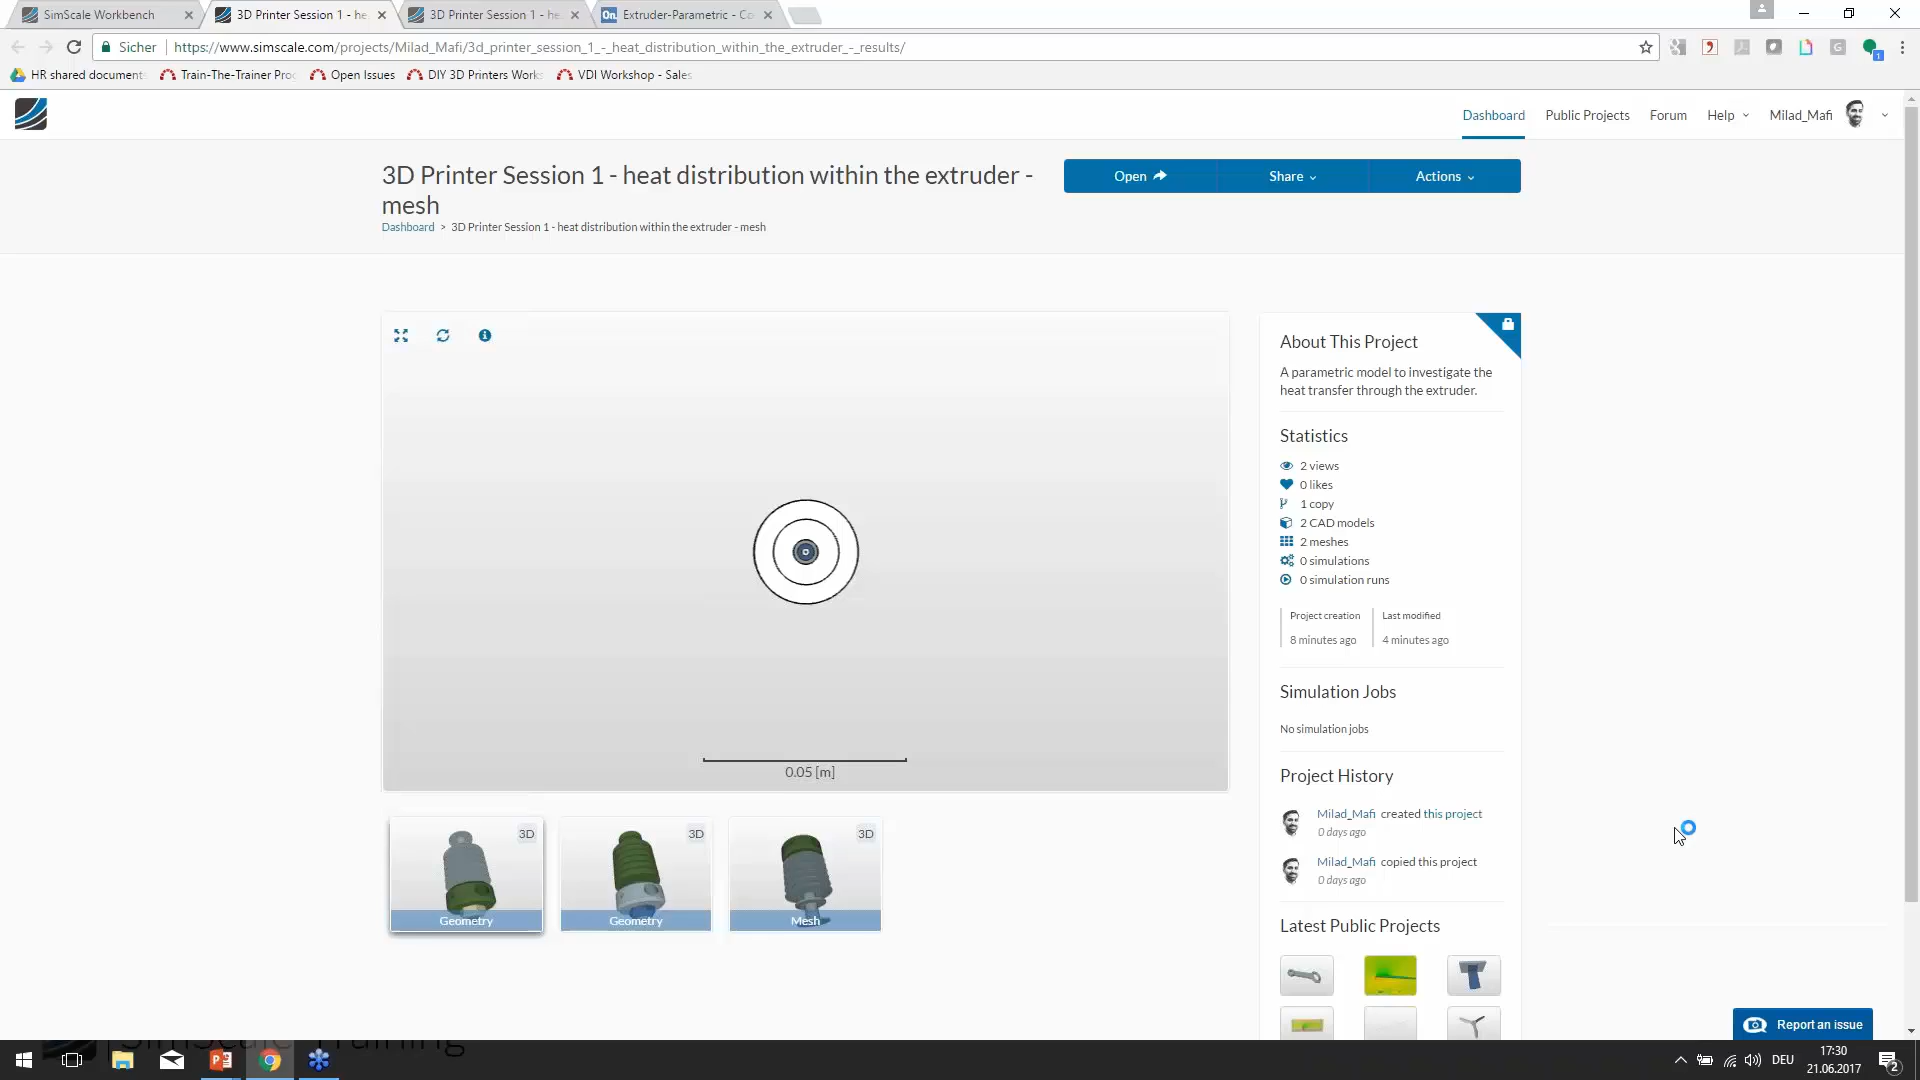 SimScale Workbench
3D Printer Session 1 - he
3D Printer Session 1 - he
On Extruder-Parametric - Co
Sicher
https://www.simscale.com/projects/Milad_Mafi/3d_printer_session_1_-_heat_distribution_within_the_extruder_-_results/
HR shared document
Train-The-Trainer Proc
Open Issues
DIY 3D Printers Works
VDI Workshop - Sales
Dashboard
Public Projects
Forum
Help
Milad_Mafi
3D Printer Session 1 - heat distribution within the extruder -
mesh
Open
Share
Actions
Dashboard > 3D Printer Session 1 - heat distribution within the extruder - mesh
0.05 [m]
3D
Geometry
3D
Geometry
3D
Mesh
About This Project
A parametric model to investigate the
heat transfer through the extruder.
Statistics
2 views
0 likes
1 copy
2 CAD models
2 meshes
0 simulations
0 simulation runs
Project creation
8 minutes ago
Last modified
4 minutes ago
Simulation Jobs
No simulation jobs
Project History
Milad_Mafi created this project
0 days ago
Milad_Mafi copied this project
0 days ago
Latest Public Projects
Report an issue
DEU
17:30
21.06.2017
2